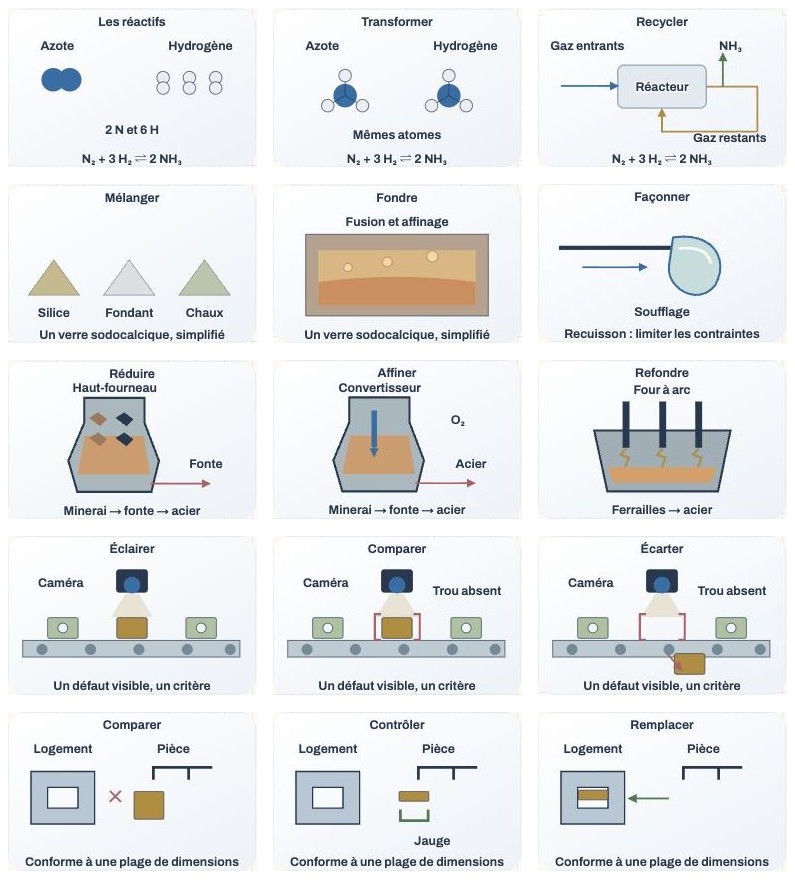 Les réactifs
Azote
Hydrogène
2 N et 6 H
N₂ + 3 H₂ ⇌ 2 NH₃
Transformer
Azote
Hydrogène
Mêmes atomes
N₂ + 3 H₂ ⇌ 2 NH₃
Recycler
Gaz entrants
NH₃
Réacteur
Gaz restants
N₂ + 3 H₂ ⇌ 2 NH₃
Mélanger
Silice
Fondant
Chaux
Un verre sodocalcique, simplifié
Fondre
Fusion et affinage
Un verre sodocalcique, simplifié
Façonner
Soufflage
Recuisson : limiter les contraintes
Réduire
Haut-fourneau
Fonte
Minerai → fonte → acier
Affiner
Convertisseur
O₂
Acier
Minerai → fonte → acier
Refondre
Four à arc
Ferrailles → acier
Éclairer
Caméra
Un défaut visible, un critère
Comparer
Caméra
Trou absent
Un défaut visible, un critère
Écarter
Caméra
Trou absent
Un défaut visible, un critère
Comparer
Logement
Pièce
Conforme à une plage de dimensions
Contrôler
Logement
Pièce
Jauge
Conforme à une plage de dimensions
Remplacer
Logement
Pièce
Conforme à une plage de dimensions